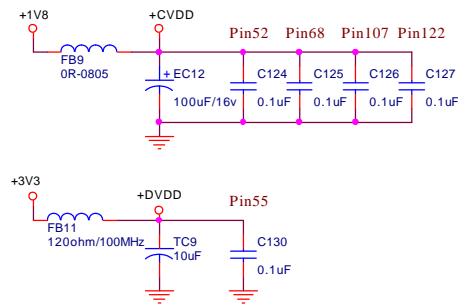 +1V8 +CVDD Pin52 Pin68 Pin107 Pin122
FB9
0R-0805
+ EC12 C124 C125 C126 C127
100uF/16v 0.1uF 0.1uF 0.1uF 0.1uF
+3V3 +DVDD Pin55
FB11
120ohm/100MHz TC9 C130
10uF
0.1uF